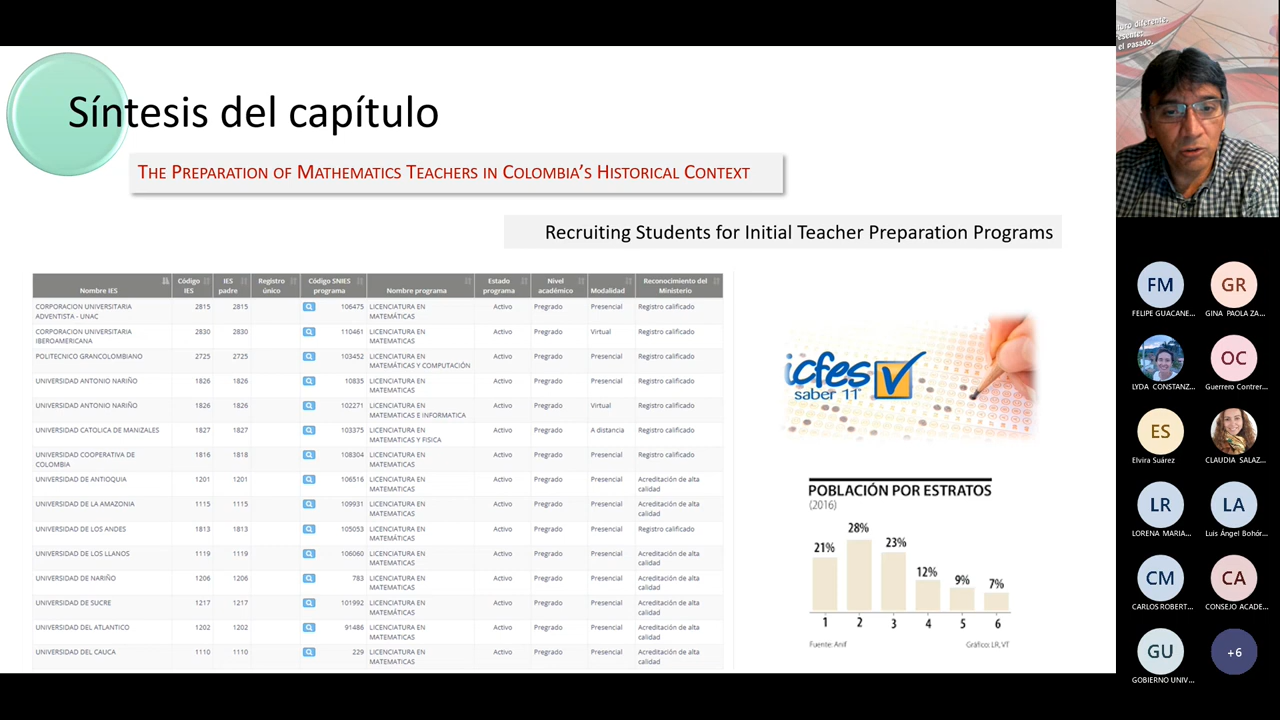 Síntesis del capítulo
THE PREPARATION OF MATHEMATICS TEACHERS IN COLOMBIA'S HISTORICAL CONTEXT
Recruiting Students for Initial Teacher Preparation Programs
Nombre IES Código IES IES padre Registro único Código SNIES programa Nombre programa Estado programa Nivel académico Modalidad Reconocimiento del Ministerio
CORPORACION UNIVERSITARIA ADVENTISTA - UNAC 2815 2815 106475 LICENCIATURA EN MATEMÁTICAS Activo Pregrado Presencial Registro calificado
CORPORACION UNIVERSITARIA IBEROAMERICANA 2830 2830 110461 LICENCIATURA EN MATEMATICAS Activo Pregrado Virtual Registro calificado
POLITECNICO GRANCOLOMBIANO 2725 2725 103452 LICENCIATURA EN MATEMÁTICAS Y COMPUTACIÓN Activo Pregrado Presencial Registro calificado
UNIVERSIDAD ANTONIO NARIÑO 1826 1826 10835 LICENCIATURA EN MATEMATICAS Activo Pregrado Presencial Registro calificado
UNIVERSIDAD ANTONIO NARIÑO 1826 1826 102271 LICENCIATURA EN MATEMATICAS E INFORMATICA Activo Pregrado Virtual Registro calificado
UNIVERSIDAD CATOLICA DE MANIZALES 1827 1827 103375 LICENCIATURA EN MATEMATICAS Y FISICA Activo Pregrado A distancia Registro calificado
UNIVERSIDAD COOPERATIVA DE COLOMBIA 1816 1818 108304 LICENCIATURA EN MATEMATICAS Activo Pregrado Presencial Registro calificado
UNIVERSIDAD DE ANTIOQUIA 1201 1201 106516 LICENCIATURA EN MATEMATICAS Activo Pregrado Presencial Acreditación de alta calidad
UNIVERSIDAD DE LA AMAZONIA 1115 1115 109931 LICENCIATURA EN MATEMATICAS Activo Pregrado Presencial Acreditación de alta calidad
UNIVERSIDAD DE LOS ANDES 1813 1813 105053 LICENCIATURA EN MATEMATICAS Activo Pregrado Presencial Registro calificado
UNIVERSIDAD DE LOS LLANOS 1119 1119 106060 LICENCIATURA EN MATEMATICAS Activo Pregrado Presencial Acreditación de alta calidad
UNIVERSIDAD DE NARIÑO 1206 1206 783 LICENCIATURA EN MATEMATICAS Activo Pregrado Presencial Acreditación de alta calidad
UNIVERSIDAD DE SUCRE 1217 1217 101992 LICENCIATURA EN MATEMATICAS Activo Pregrado Presencial Acreditación de alta calidad
UNIVERSIDAD DEL ATLANTICO 1202 1202 91486 LICENCIATURA EN MATEMATICAS Activo Pregrado Presencial Acreditación de alta calidad
UNIVERSIDAD DEL CAUCA 1110 1110 229 LICENCIATURA EN MATEMATICAS Activo Pregrado Presencial Acreditación de alta calidad
icfes
saber 11°
POBLACIÓN POR ESTRATOS
(2016)
21% 28% 23% 12% 9% 7%
1 2 3 4 5 6
Fuente: Anif Gráfico: LR, VT
uro diferente.
esente:
el pasado.
FM GR
FELIPE GUACANE... GINA PAOLA ZA...
OC
LYDA CONSTANZ... Guerrero Contrer...
ES
Elvira Suárez CLAUDIA SALAZ...
LR LA
LORENA MARIA... Luis Ángel Bohór...
CM CA
CARLOS ROBERT... CONSEJO ACADE...
GU +6
GOBIERNO UNIV...